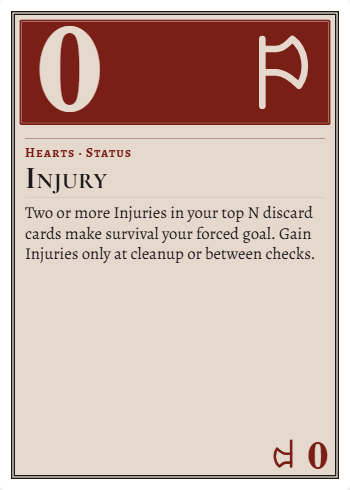 0
Hearts · Status
Injury
Two or more Injuries in your top N discard
cards make survival your forced goal. Gain
Injuries only at cleanup or between checks.
0